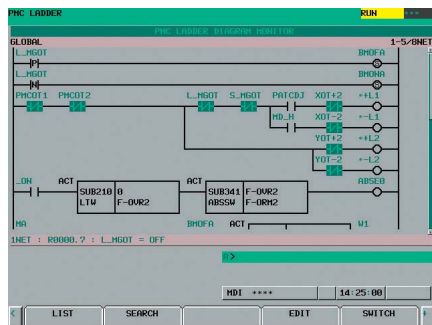 PMC LADDER RUN ***
PMC LADDER DIAGRAM MONITOR
GLOBAL 1-5/8NET
L_MGOT BMOFA
P S
L_MGOT BMONA
N S
PMCOT1 PMCOT2 L_MGOT S_MGOT PATCDJ XOT+2 *+L1
MD_H XOT-2 *-L1
YOT+2 *+L2
YOT-2 *-L2
_ON ACT ACT ABSEB
SUB210 0 SUB341 F-OVR2
LTW F-OVR2 ABSSW F-ORM2
MA BMOFA ACT W1
1NET : R0000.7 : L_MGOT = OFF
A>
MDI **** 14:25:00
< LIST SEARCH EDIT SWITCH +